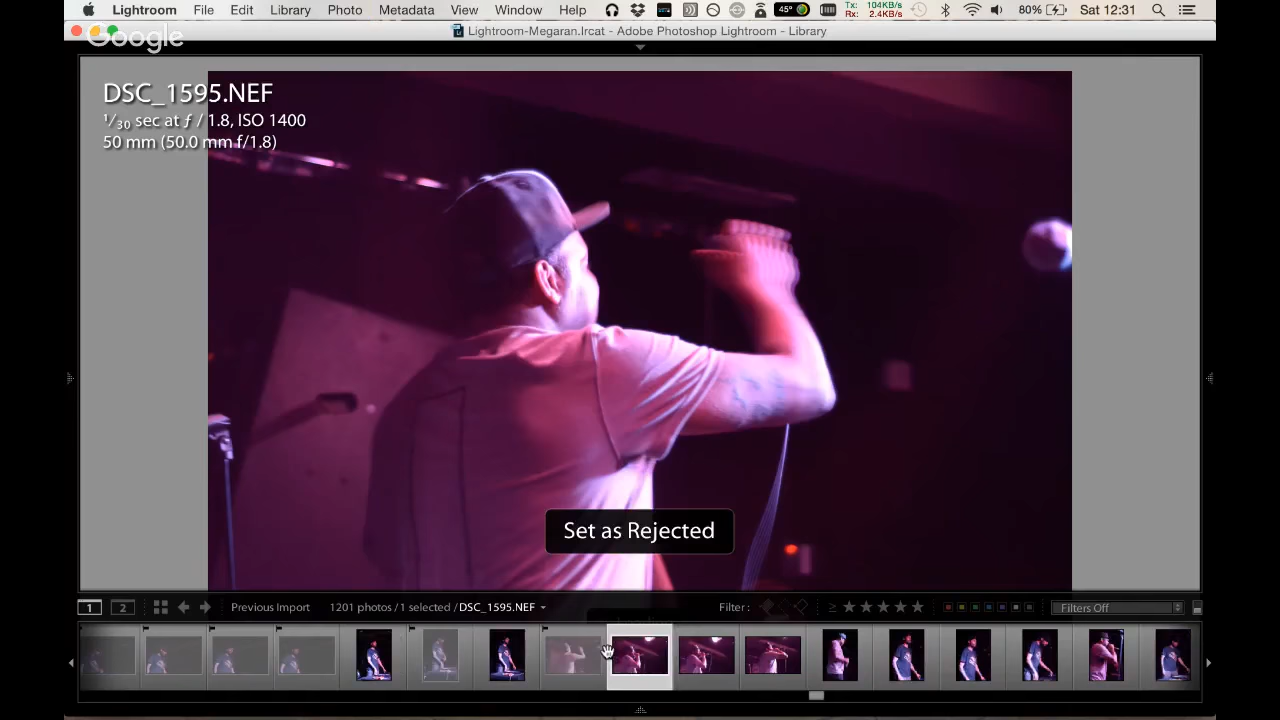 Lightroom File Edit Library Photo Metadata View Window Help 45° Tx: 104KB/s Rx: 2.4KB/s 80% Sat 12:31
Google
Lightroom-Megaran.lrcat - Adobe Photoshop Lightroom - Library
DSC_1595.NEF
1/30 sec at ƒ / 1.8, ISO 1400
50 mm (50.0 mm f/1.8)
Set as Rejected
1 2 Previous Import 1201 photos / 1 selected / DSC_1595.NEF Filter : ≥ Filters Off